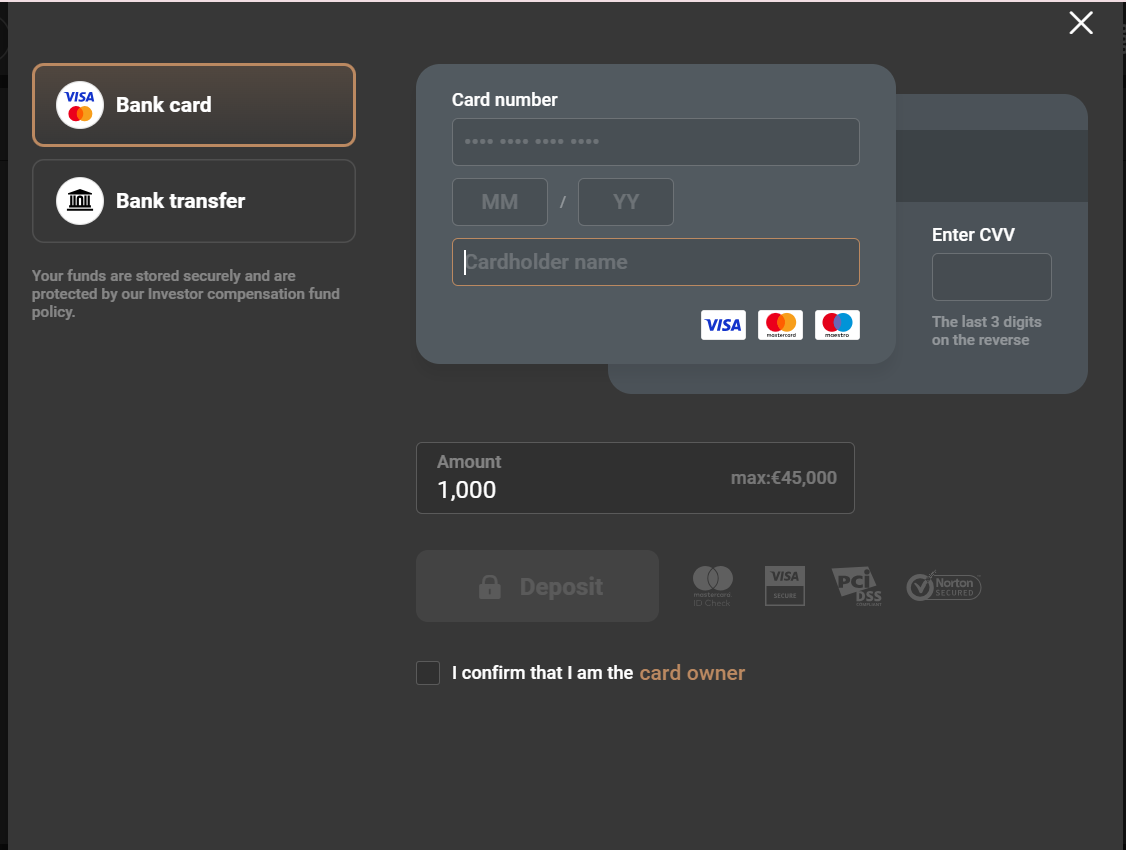 VISA
Bank card
Bank transfer
Your funds are stored securely and are
protected by our Investor compensation fund
policy.
Card number
•••• •••• •••• ••••
MM / YY
Cardholder name
VISA mastercard maestro
Enter CVV
The last 3 digits
on the reverse
Amount
1,000
max:€45,000
Deposit
mastercard
ID Check
VISA
SECURE
PCI
DSS
COMPLIANT
Norton
SECURED
I confirm that I am the card owner